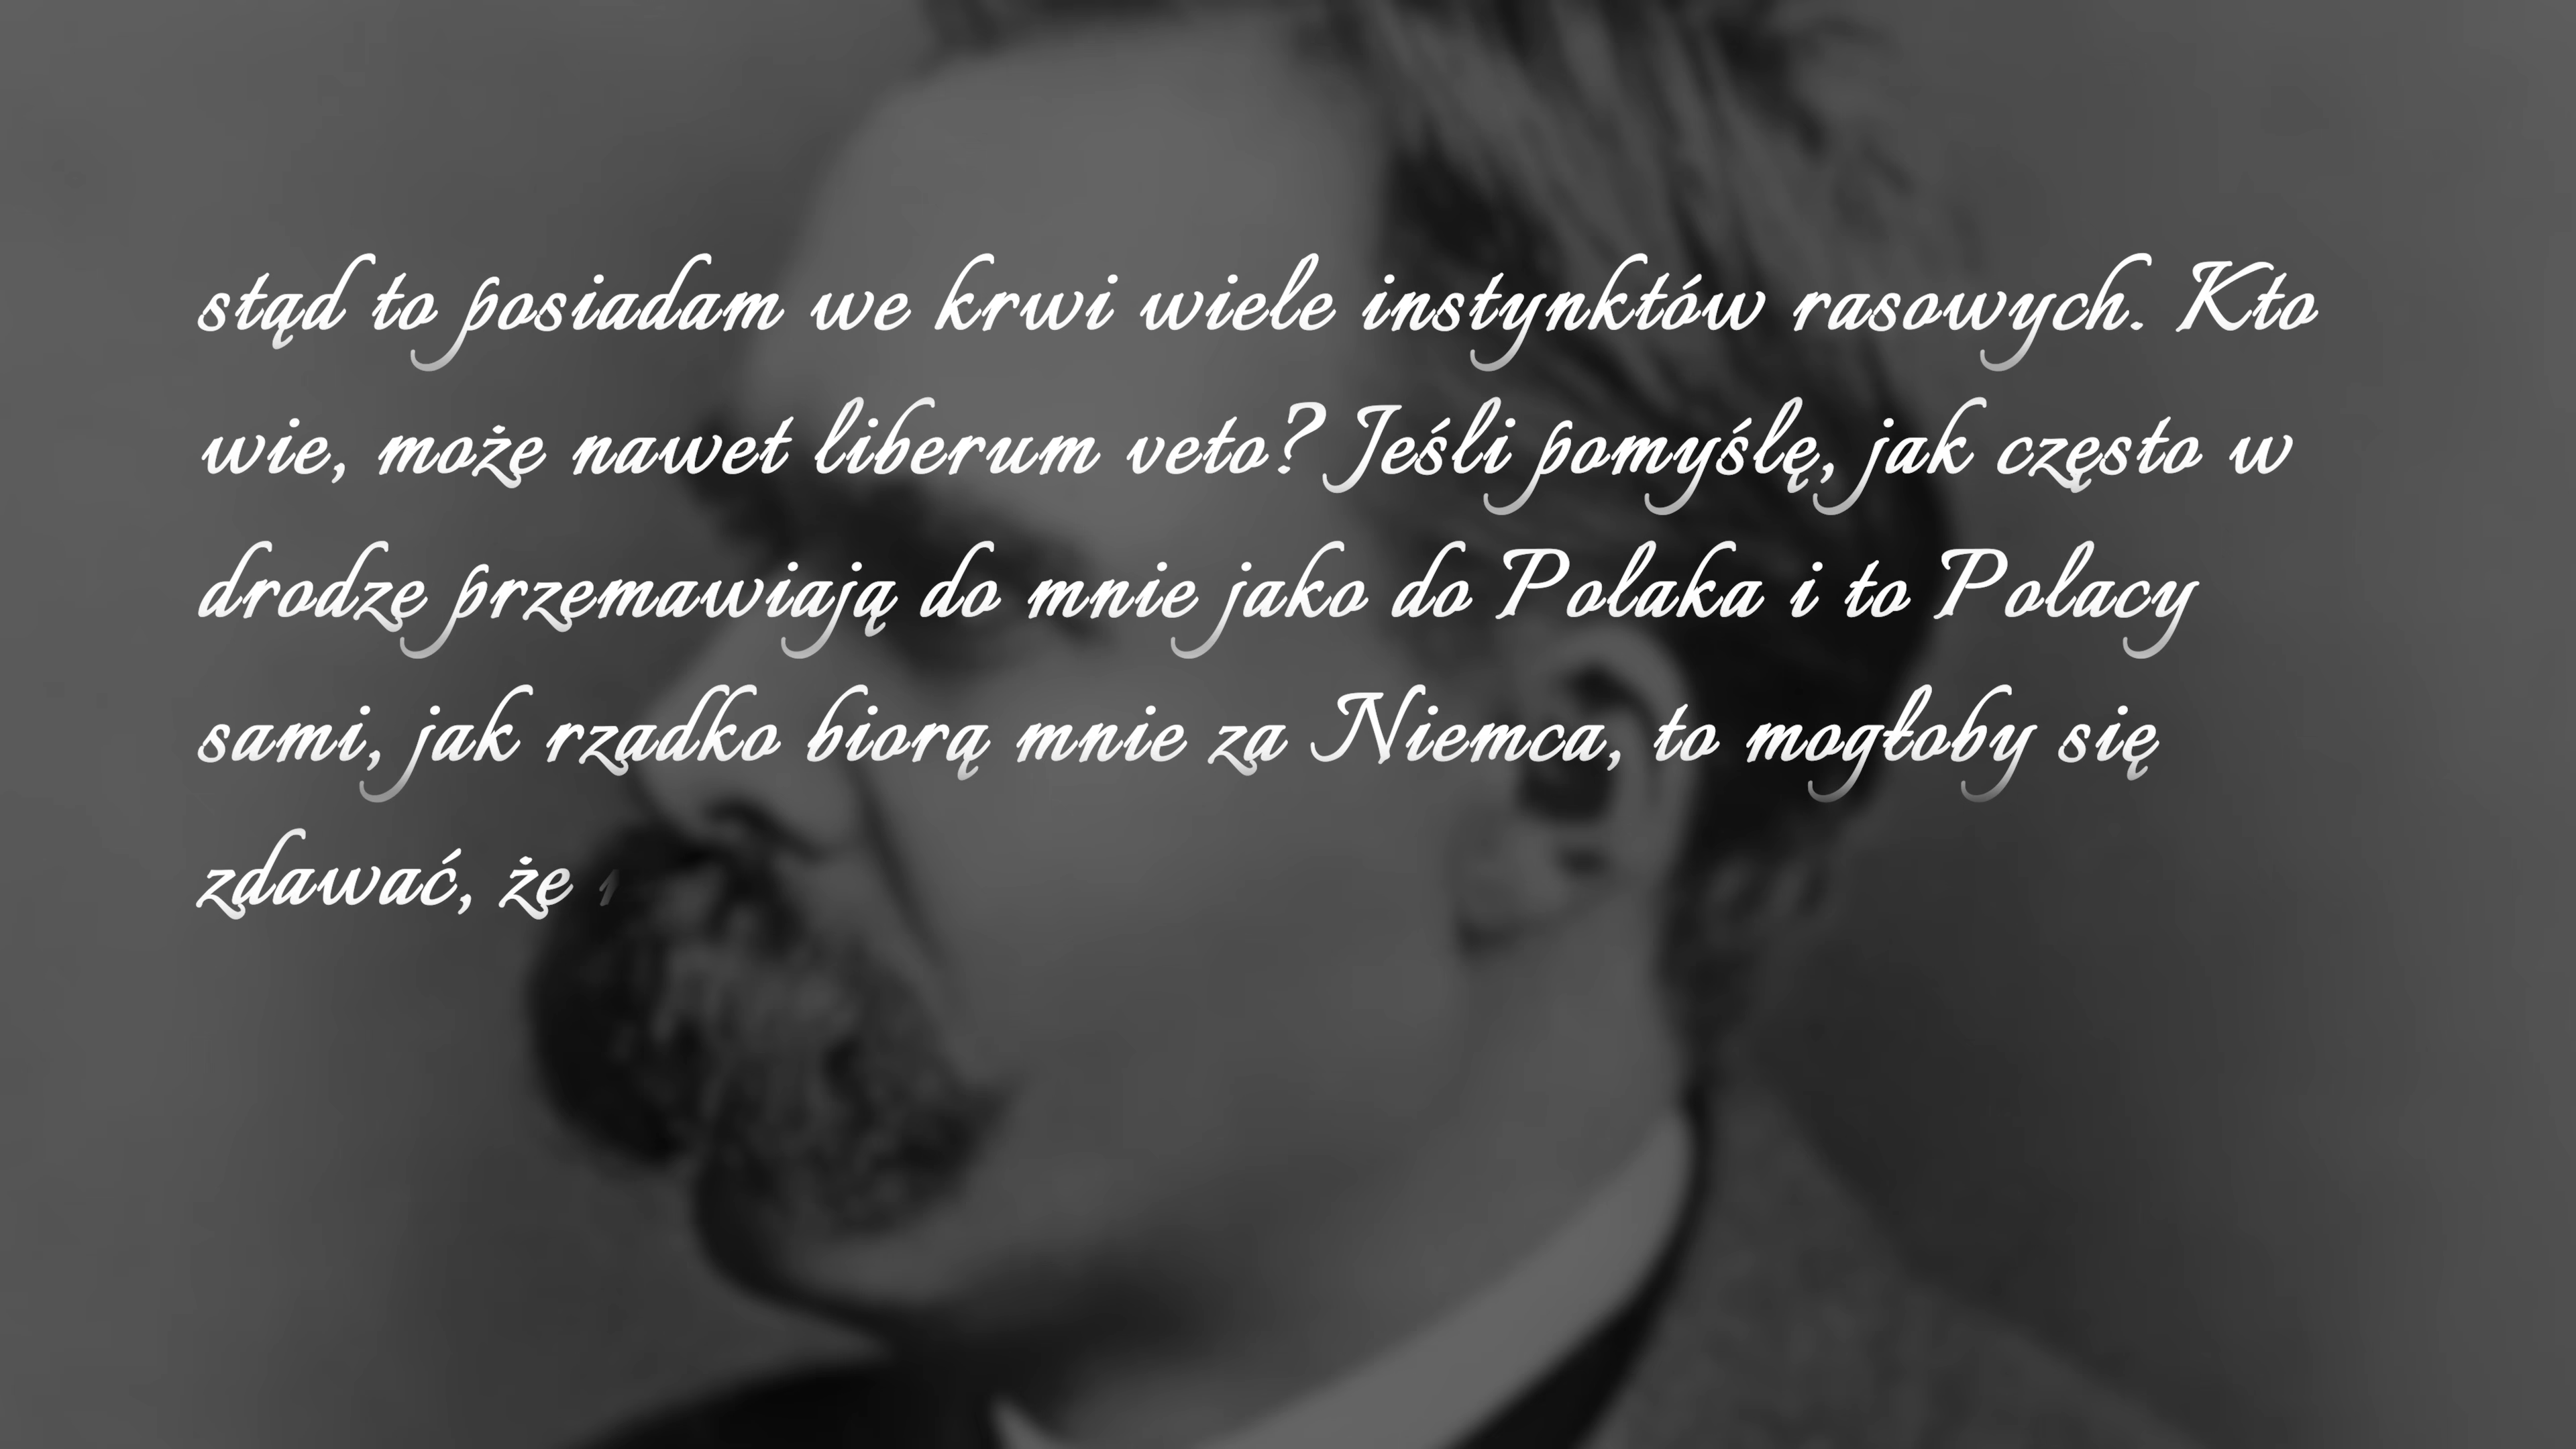 stąd to posiadam we krwi wiele instynktów rasowych. Kto
wie, może nawet liberum veto? Jeśli pomyślę, jak często w
drodze przemawiają do mnie jako do Polaka i to Polacy
sami, jak rzadko biorą mnie za Niemca, to mogłoby się
zdawać, że